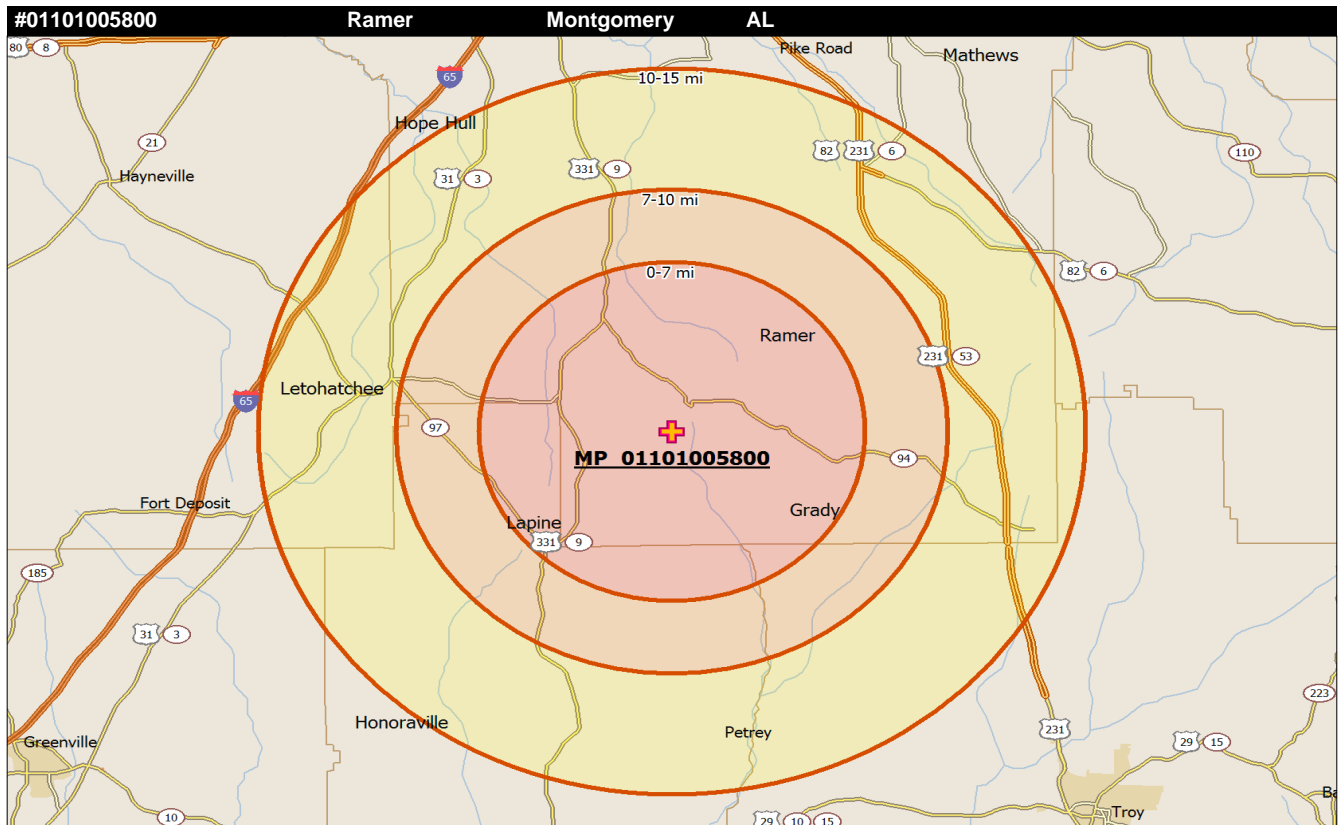 #01101005800 Ramer Montgomery AL
80 8
Pike Road
Mathews
65
10-15 mi
Hope Hull
21
82 231 6
110
Hayneville
31 3
331 9
7-10 mi
82 6
0-7 mi
Ramer
231 53
Letohatchee
65
97
MP 01101005800
94
Fort Deposit
Lapine
Grady
331 9
185
31 3
223
Honoraville
Petrey
231
Greenville
29 15
Ba
10
29 10 15
Troy